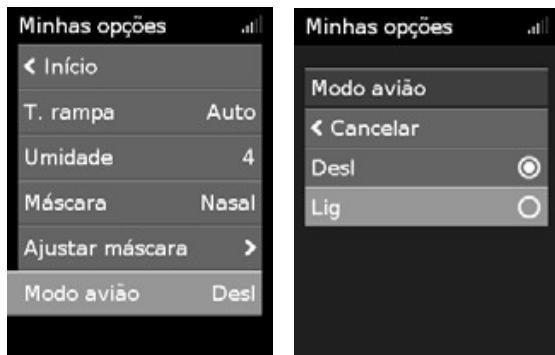 Minhas opções
< Início
T. rampa Auto
Umidade 4
Máscara Nasal
Ajustar máscara >
Modo avião Desl
Minhas opções
Modo avião
< Cancelar
Desl
Lig